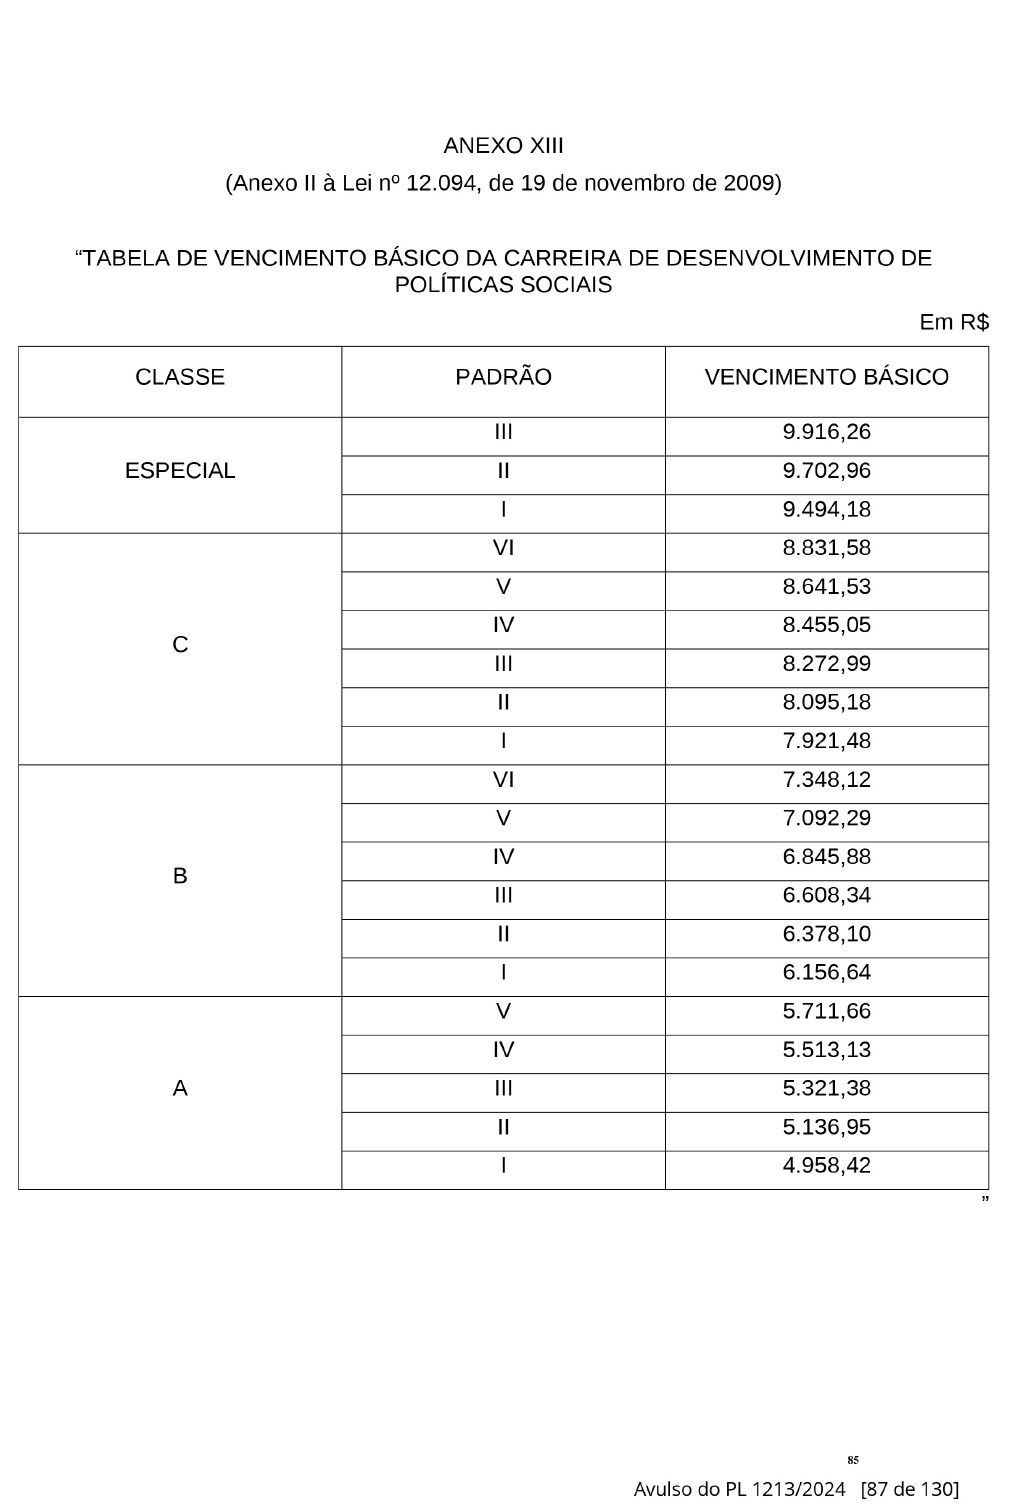 ANEXO XIII
(Anexo II à Lei nº 12.094, de 19 de novembro de 2009)
“TABELA DE VENCIMENTO BÁSICO DA CARREIRA DE DESENVOLVIMENTO DE
POLÍTICAS SOCIAIS
Em R$
CLASSE PADRÃO VENCIMENTO BÁSICO
III 9.916,26
ESPECIAL II 9.702,96
I 9.494,18
VI 8.831,58
V 8.641,53
IV 8.455,05
C
III 8.272,99
II 8.095,18
I 7.921,48
VI 7.348,12
V 7.092,29
IV 6.845,88
B
III 6.608,34
II 6.378,10
I 6.156,64
V 5.711,66
IV 5.513,13
A III 5.321,38
II 5.136,95
I 4.958,42
”
85
Avulso do PL 1213/2024 [87 de 130]